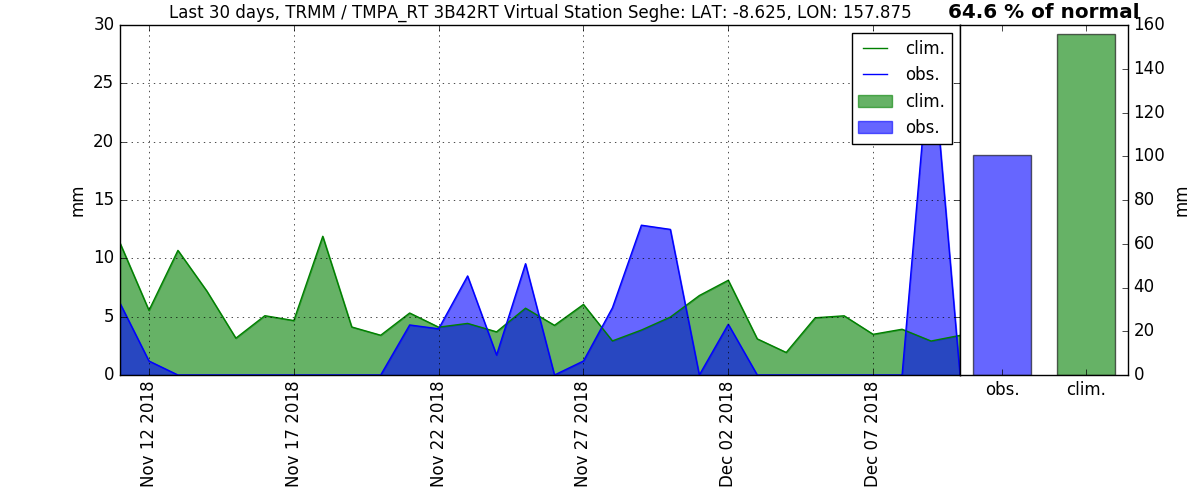 Last 30 days, TRMM / TMPA_RT 3B42RT Virtual Station Seghe: LAT: -8.625, LON: 157.875
64.6 % of normal
30
25
20
15
10
5
0
mm
clim.
obs.
clim.
obs.
160
140
120
100
80
60
40
20
0
mm
obs.
clim.
Nov 12 2018
Nov 17 2018
Nov 22 2018
Nov 27 2018
Dec 02 2018
Dec 07 2018